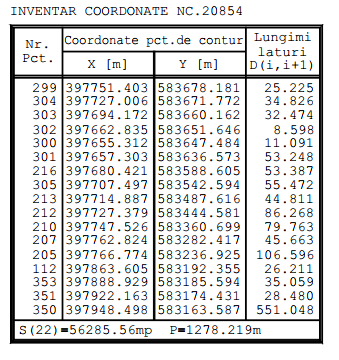 INVENTAR COORDONATE NC.20854
Nr. Pct. Coordonate pct.de contur Lungimi laturi D(i,i+1)
X [m] Y [m]
299 397751.403 583678.181 25.225
304 397727.006 583671.772 34.826
303 397694.172 583660.162 32.474
302 397662.835 583651.646 8.598
300 397655.312 583647.484 11.091
301 397657.303 583636.573 53.248
216 397680.421 583588.605 53.387
305 397707.497 583542.594 55.472
213 397714.887 583487.616 44.811
212 397727.379 583444.581 86.268
210 397747.526 583360.699 79.763
207 397762.824 583282.417 45.663
205 397766.774 583236.925 106.596
112 397863.605 583192.355 26.211
353 397888.929 583185.594 35.059
351 397922.163 583174.431 28.480
350 397948.498 583163.587 551.048
S(22)=56285.56mp P=1278.219m